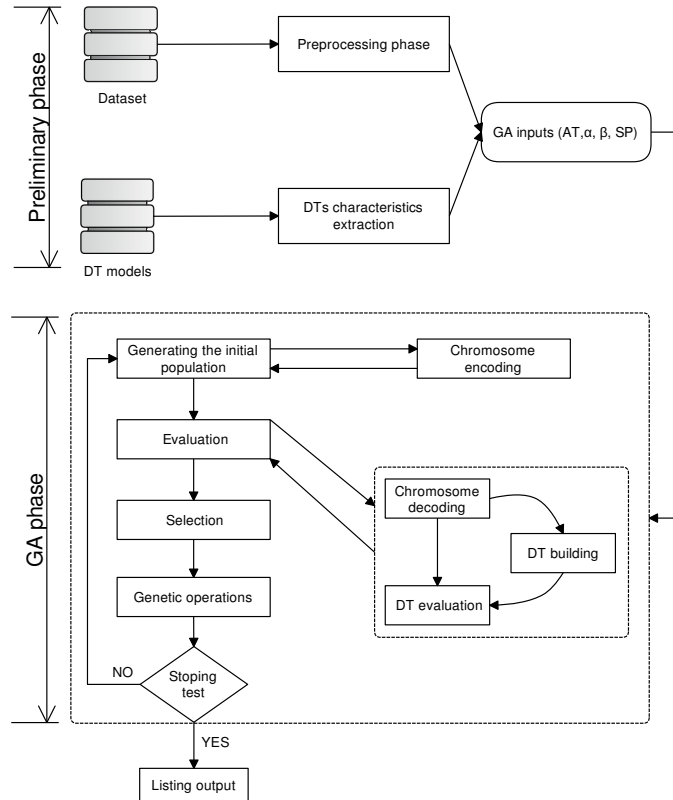 Preliminary phase
Dataset
Preprocessing phase
GA inputs (AT,α, β, SP)
DTs characteristics
extraction
DT models
GA phase
Generating the initial
population
Chromosome
encoding
Evaluation
Chromosome
decoding
Selection
DT building
Genetic operations
DT evaluation
NO
Stoping
test
YES
Listing output